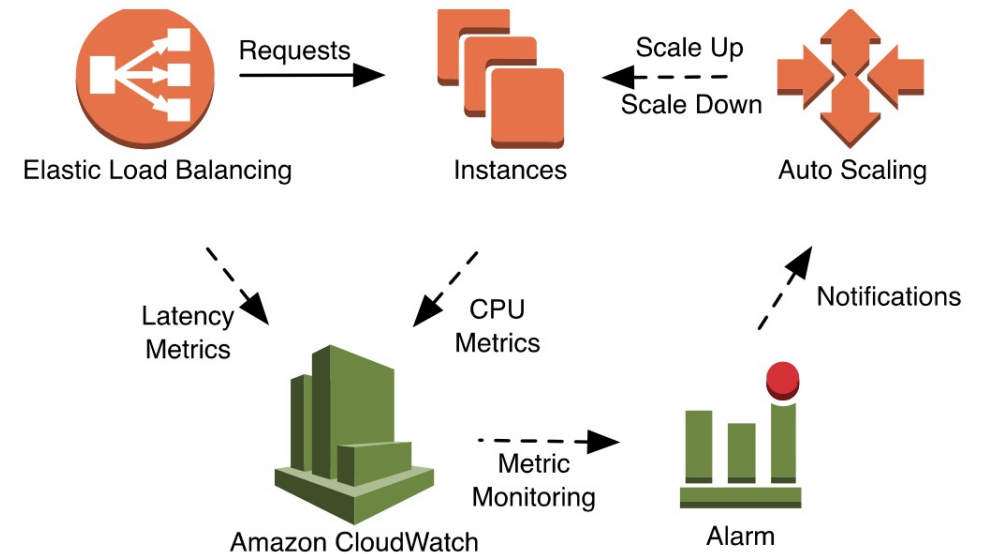 Requests
Scale Up
Scale Down
Elastic Load Balancing
Instances
Auto Scaling
Latency
Metrics
CPU
Metrics
Notifications
Metric
Monitoring
Amazon CloudWatch
Alarm